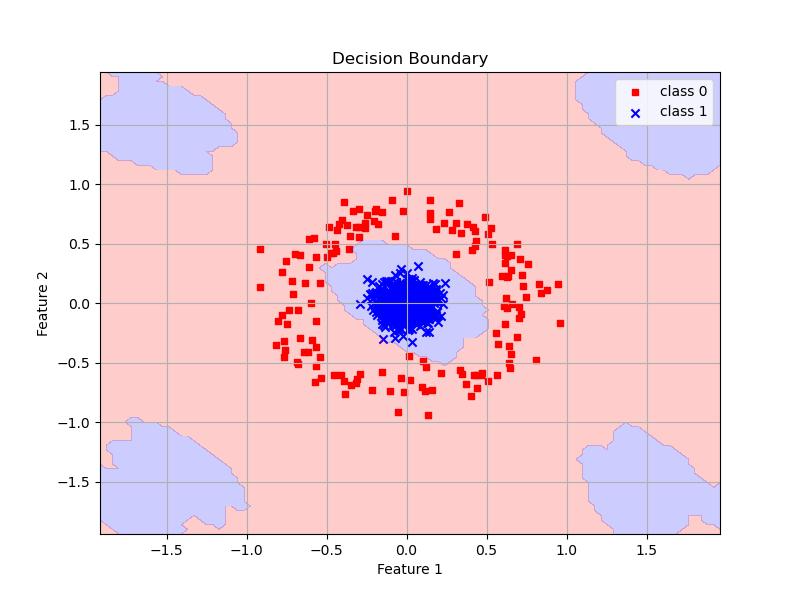 Decision Boundary
class 0
class 1
1.5
1.0
0.5
0.0
−0.5
−1.0
−1.5
Feature 2
−1.5 −1.0 −0.5 0.0 0.5 1.0 1.5
Feature 1